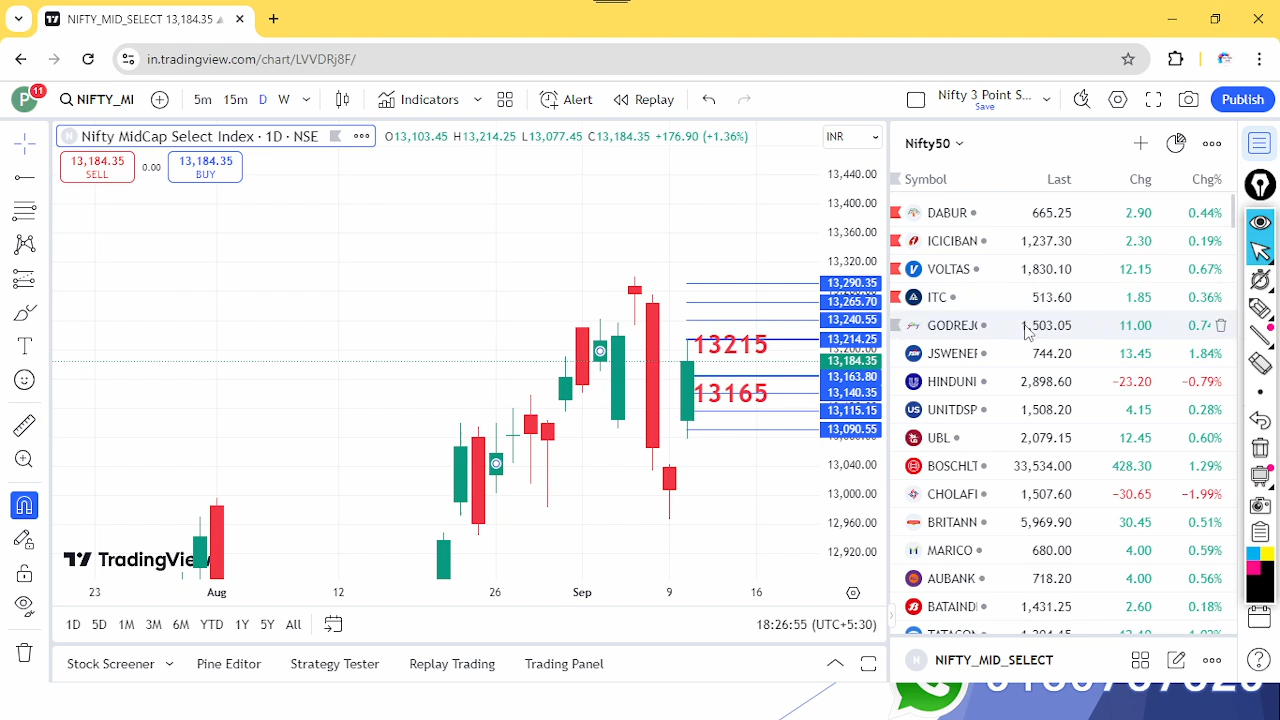 NIFTY_MID_SELECT 13,184.35
in.tradingview.com/chart/LVVDRj8F/
P 11 NIFTY_MI 5m 15m D W Indicators Alert Replay Nifty 3 Point S... Save Publish
Nifty MidCap Select Index · 1D · NSE O13,103.45 H13,214.25 L13,077.45 C13,184.35 +176.90 (+1.36%) INR
13,184.35 SELL 0.00 13,184.35 BUY
13,440.00
13,400.00
13,360.00
13,320.00
13,290.35
13,265.70
13,240.55
13,214.25
13215
13,184.35
13,163.80
13165
13,140.35
13,115.15
13,090.55
13,040.00
13,000.00
12,960.00
12,920.00
TradingView
23 Aug 12 26 Sep 9 16
1D 5D 1M 3M 6M YTD 1Y 5Y All 18:26:55 (UTC+5:30)
Stock Screener Pine Editor Strategy Tester Replay Trading Trading Panel
Nifty50
Symbol Last Chg Chg%
DABUR 665.25 2.90 0.44%
ICICIBAN 1,237.30 2.30 0.19%
VOLTAS 1,830.10 12.15 0.67%
ITC 513.60 1.85 0.36%
GODREJ 1,503.05 11.00 0.74
JSWENEF 744.20 13.45 1.84%
HINDUNI 2,898.60 −23.20 −0.79%
UNITDSP 1,508.20 4.15 0.28%
UBL 2,079.15 12.45 0.60%
BOSCHLT 33,534.00 428.30 1.29%
CHOLAFI 1,507.60 −30.65 −1.99%
BRITANN 5,969.90 30.45 0.51%
MARICO 680.00 4.00 0.59%
AUBANK 718.20 4.00 0.56%
BATAINDI 1,431.25 2.60 0.18%
N NIFTY_MID_SELECT